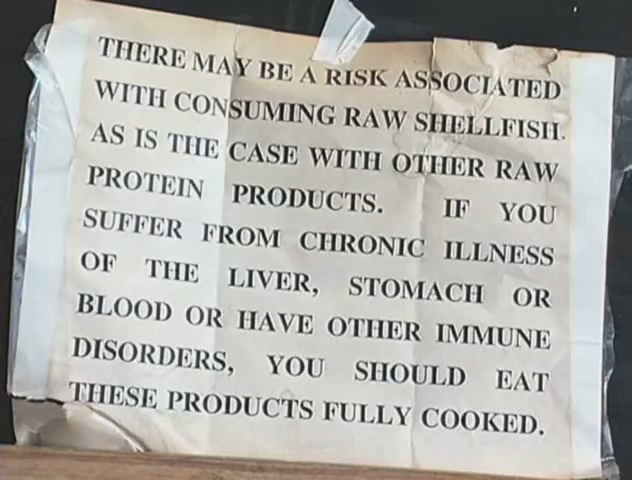 THERE MAY BE A RISK ASSOCIATED
WITH CONSUMING RAW SHELLFISH.
AS IS THE CASE WITH OTHER RAW
PROTEIN PRODUCTS. IF YOU
SUFFER FROM CHRONIC ILLNESS
OF THE LIVER, STOMACH OR
BLOOD OR HAVE OTHER IMMUNE
DISORDERS, YOU SHOULD EAT
THESE PRODUCTS FULLY COOKED.